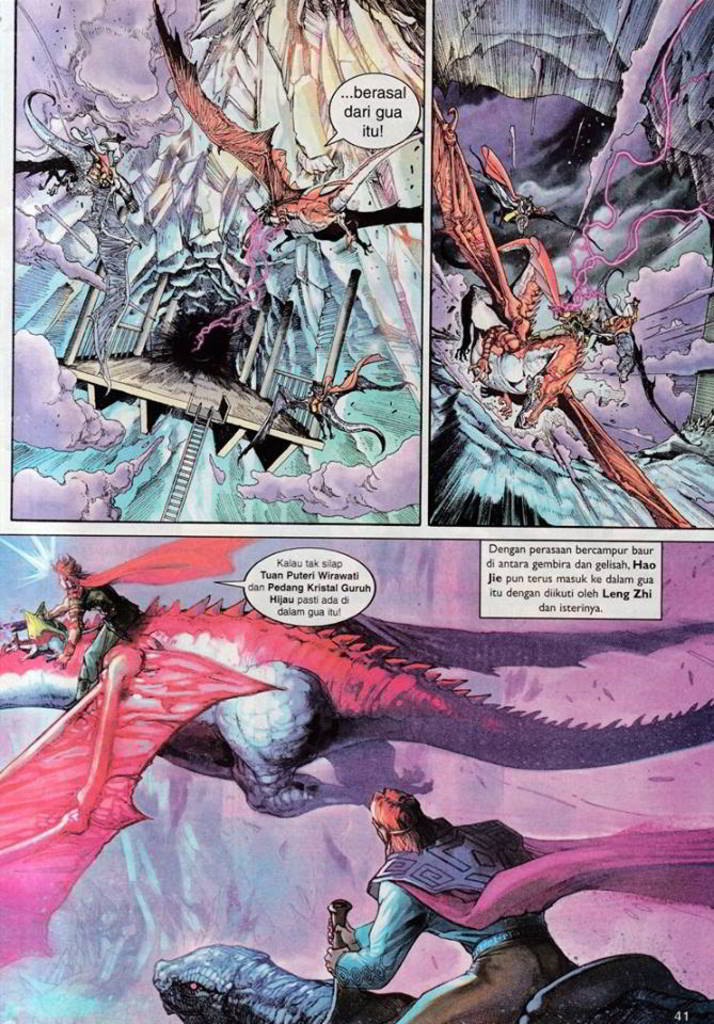 ...berasal
dari gua
itu!
Kalau tak silap
Tuan Puteri Wirawati
dan Pedang Kristal Guruh
Hijau pasti ada di
dalam gua itu!
Dengan perasaan bercampur baur
di antara gembira dan gelisah, Hao
Jie pun terus masuk ke dalam gua
itu dengan diikuti oleh Leng Zhi
dan isterinya.
41